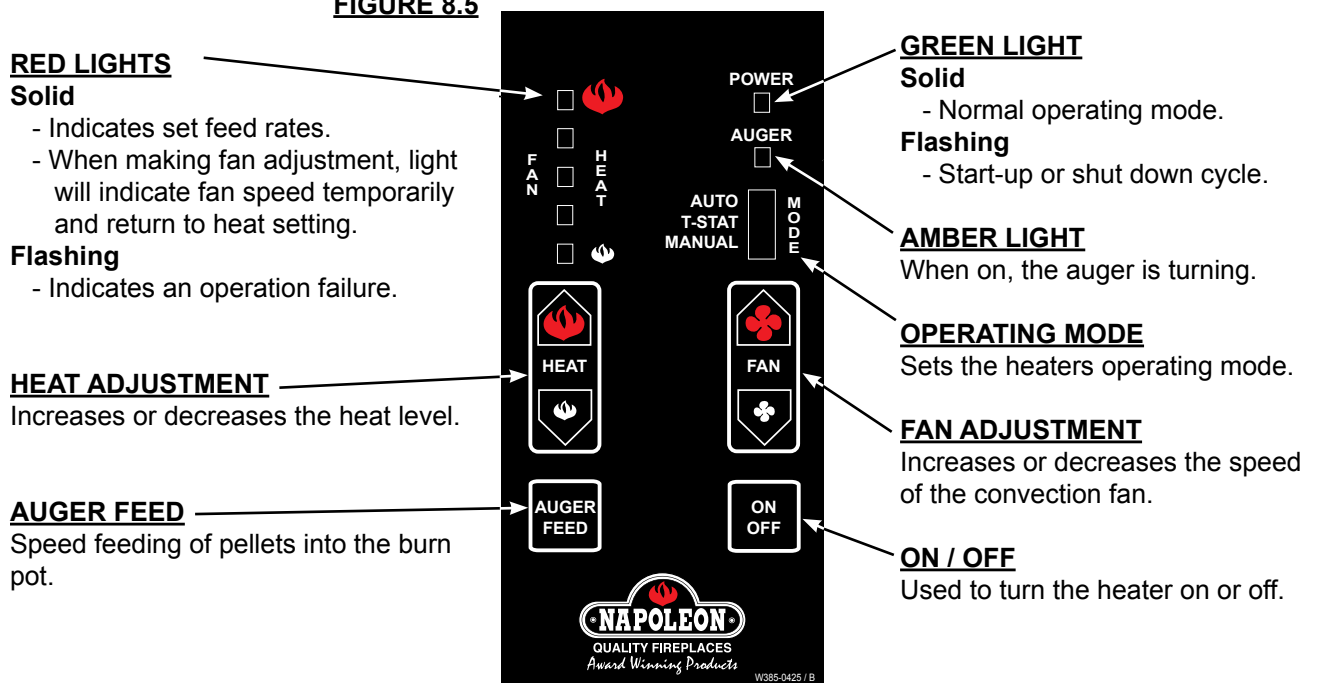 FIGURE 8.5
RED LIGHTS
Solid
- Indicates set feed rates.
- When making fan adjustment, light
will indicate fan speed temporarily
and return to heat setting.
Flashing
- Indicates an operation failure.
HEAT ADJUSTMENT
Increases or decreases the heat level.
AUGER FEED
Speed feeding of pellets into the burn
pot.
FAN
HEAT
POWER
AUGER
AUTO
T-STAT
MANUAL
MODE
HEAT
FAN
AUGER
FEED
ON
OFF
NAPOLEON
QUALITY FIREPLACES
Award Winning Products
W385-0425 / B
GREEN LIGHT
Solid
- Normal operating mode.
Flashing
- Start-up or shut down cycle.
AMBER LIGHT
When on, the auger is turning.
OPERATING MODE
Sets the heaters operating mode.
FAN ADJUSTMENT
Increases or decreases the speed
of the convection fan.
ON / OFF
Used to turn the heater on or off.